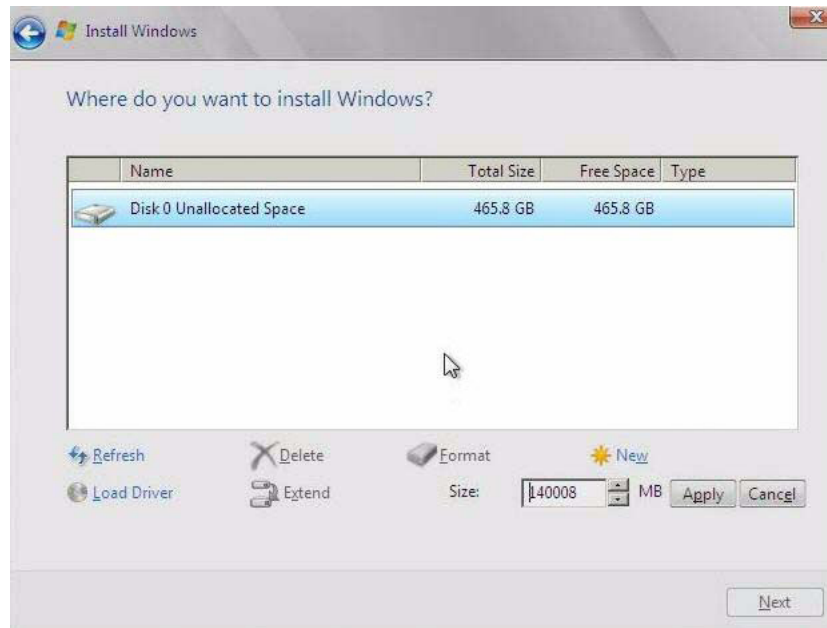 Install Windows
Where do you want to install Windows?
Name Total Size Free Space Type
Disk 0 Unallocated Space 465.8 GB 465.8 GB
Refresh Delete Format New
Load Driver Extend Size: 140008 MB Apply Cancel
Next